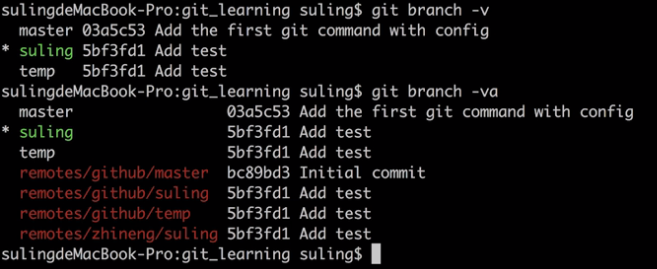 sulingdeMacBook-Pro:git_learning suling$ git branch -v
  master 03a5c53 Add the first git command with config
* suling 5bf3fd1 Add test
  temp   5bf3fd1 Add test
sulingdeMacBook-Pro:git_learning suling$ git branch -va
  master                03a5c53 Add the first git command with config
* suling                5bf3fd1 Add test
  temp                  5bf3fd1 Add test
  remotes/github/master bc89bd3 Initial commit
  remotes/github/suling 5bf3fd1 Add test
  remotes/github/temp   5bf3fd1 Add test
  remotes/zhineng/suling 5bf3fd1 Add test
sulingdeMacBook-Pro:git_learning suling$